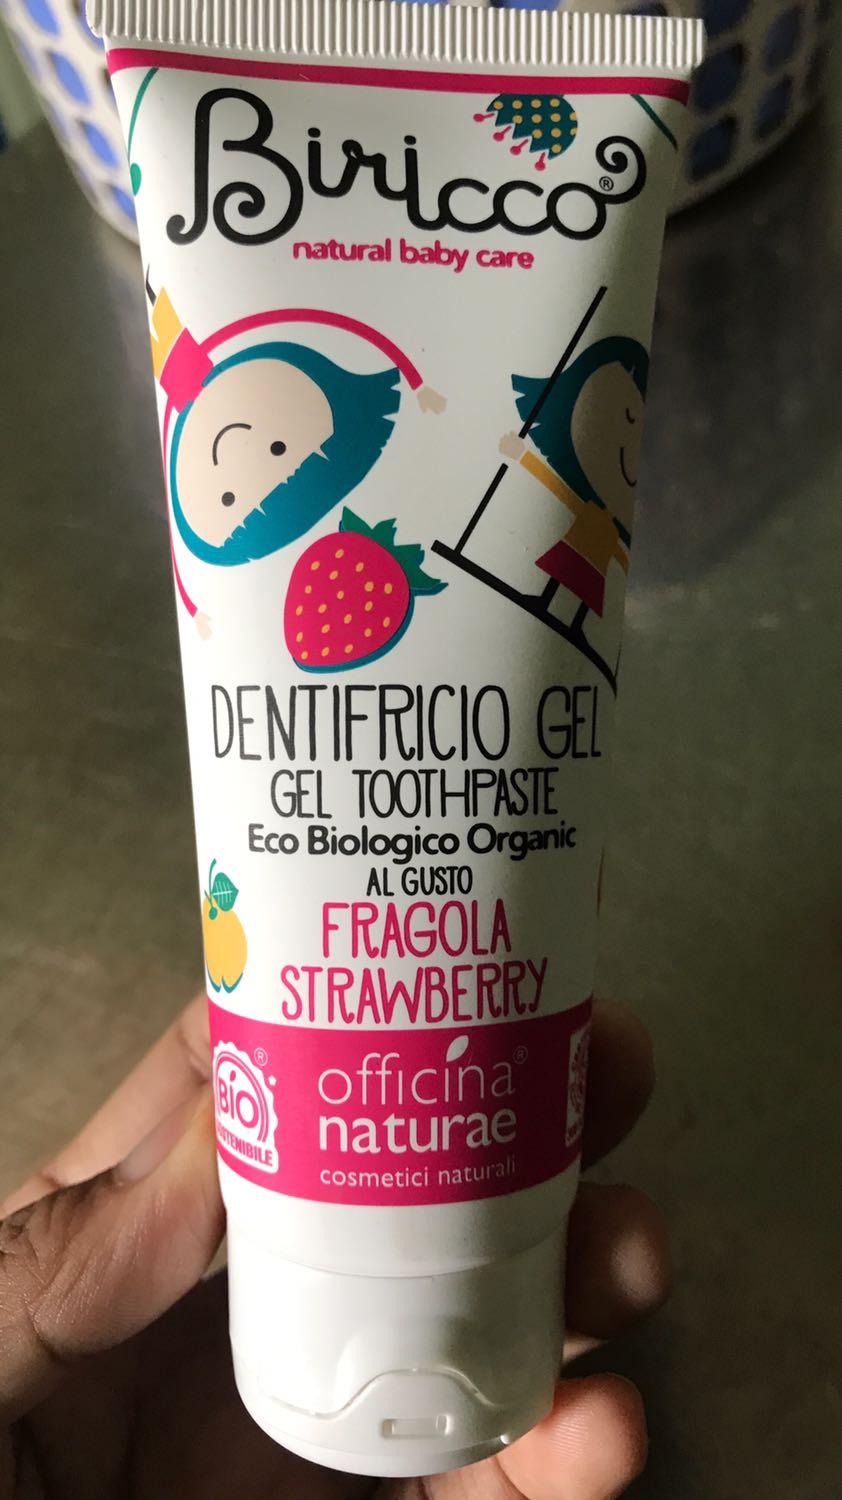 Biricco®
natural baby care
DENTIFRICIO GEL
GEL TOOTHPASTE
Eco Biologico Organic
AL GUSTO
FRAGOLA
STRAWBERRY
BIO ®
officina®
naturae
cosmetici naturali